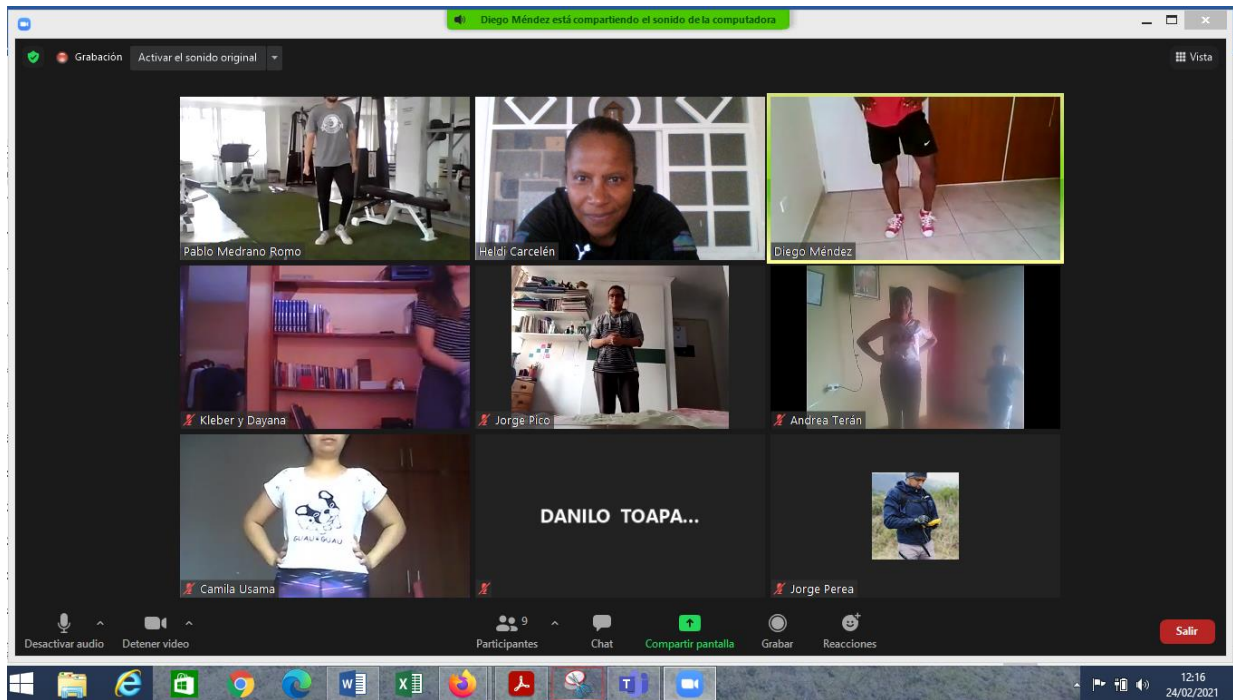 Diego Méndez está compartiendo el sonido de la computadora
Grabación
Activar el sonido original
Vista
Pablo Medrano Romo
Heldi Carcelén
Diego Méndez
Kleber y Dayana
Jorge Pico
Andrea Terán
GUAU×GUAU
Camila Usama
DANILO TOAPA...
Jorge Perea
Desactivar audio
Detener video
9
Participantes
Chat
Compartir pantalla
Grabar
Reacciones
Salir
12:16
24/02/2021